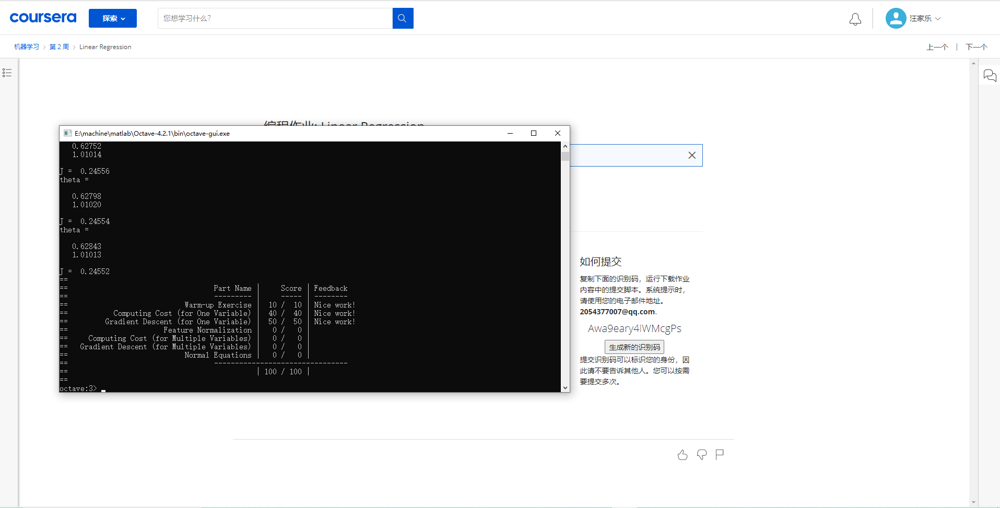 coursera
探索
您想学习什么?
汪家乐
机器学习 > 第 2 周 > Linear Regression
上一个 | 下一个
编程作业: Linear Regression
E:\machine\matlab\Octave-4.2.1\bin\octave-gui.exe
0.62752
1.01014
J = 0.24556
theta =
0.62798
1.01020
J = 0.24554
theta =
0.62843
1.01013
J = 0.24552
==
== Part Name | Score | Feedback
== --------- | ----- | --------
== Warm-up Exercise | 10 / 10 | Nice work!
== Computing Cost (for One Variable) | 40 / 40 | Nice work!
== Gradient Descent (for One Variable) | 50 / 50 | Nice work!
== Feature Normalization | 0 / 0 |
== Computing Cost (for Multiple Variables) | 0 / 0 |
== Gradient Descent (for Multiple Variables) | 0 / 0 |
== Normal Equations | 0 / 0 |
== --------------------------------
== | 100 / 100 |
==
octave:3>
如何提交
复制下面的识别码，运行下载作业
内容中的提交脚本。系统提示时，
请使用您的电子邮件地址。
2054377007@qq.com.
Awa9eary4iWMcgPs
生成新的识别码
提交识别码可以标识您的身份，因
此请不要告诉其他人。您可以按需
要提交多次。